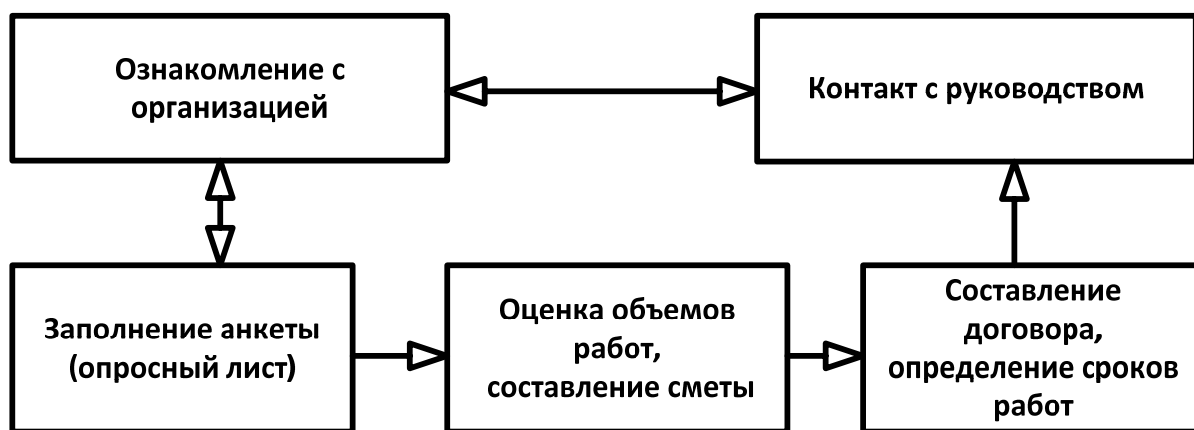 Ознакомление с
организацией
Контакт с руководством
Заполнение анкеты
(опросный лист)
Оценка объемов
работ,
составление сметы
Составление
договора,
определение сроков
работ